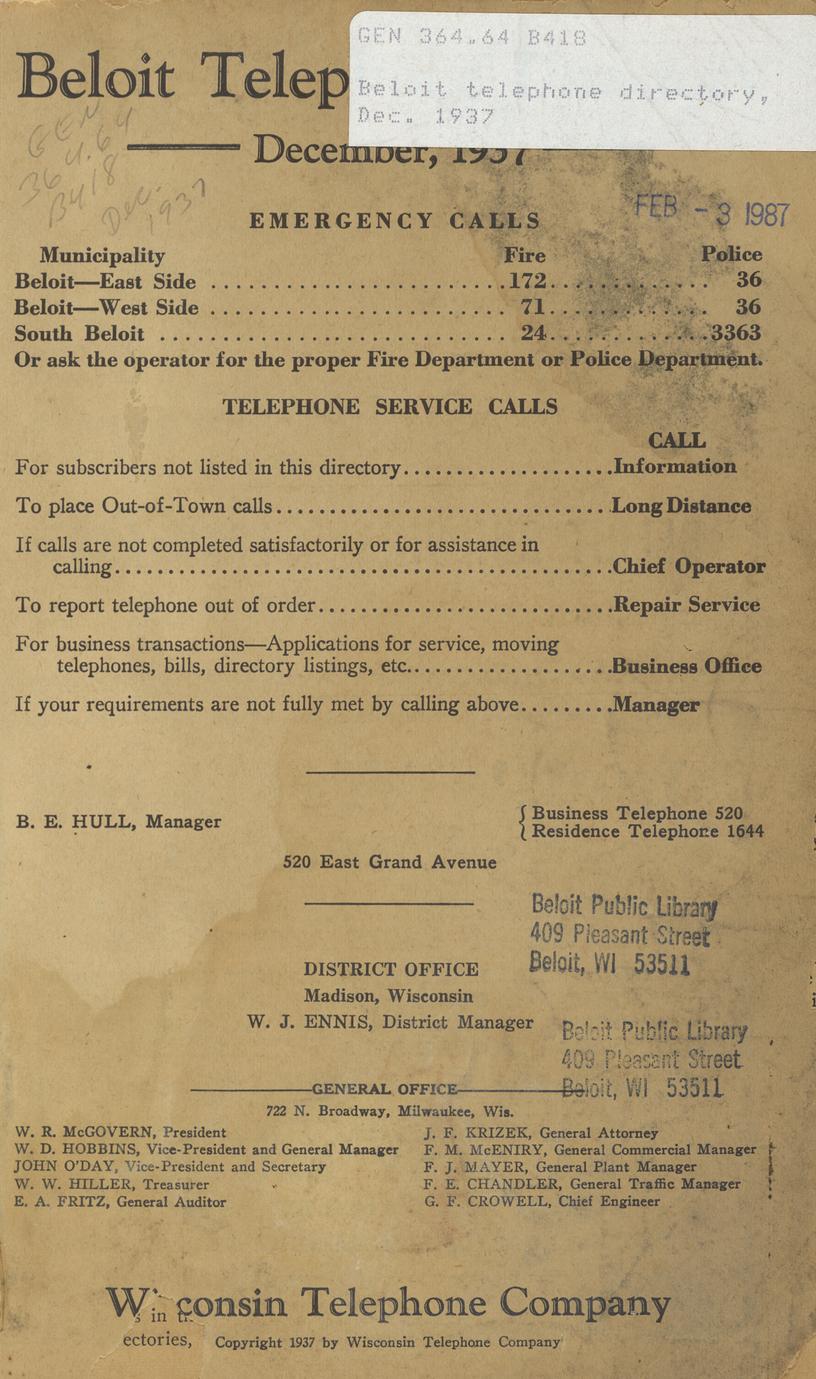 GEN 364.64 B418
Beloit telephone directory,
Dec. 1937
Beloit Telep
GEN
364.64
B418
Dec. 1937
December, 1937
FEB - 3 1987
EMERGENCY CALLS
Municipality Fire Police
Beloit—East Side ........................ 172 ............ 36
Beloit—West Side ........................ 71 ............ 36
South Beloit ........................ 24 ............ 3363
Or ask the operator for the proper Fire Department or Police Department.
TELEPHONE SERVICE CALLS
CALL
For subscribers not listed in this directory....................Information
To place Out-of-Town calls................................Long Distance
If calls are not completed satisfactorily or for assistance in
calling................................................Chief Operator
To report telephone out of order............................Repair Service
For business transactions—Applications for service, moving
telephones, bills, directory listings, etc...................Business Office
If your requirements are not fully met by calling above.........Manager
B. E. HULL, Manager { Business Telephone 520
{ Residence Telephone 1644
520 East Grand Avenue
Beloit Public Library
409 Pleasant Street
Beloit, WI 53511
DISTRICT OFFICE
Madison, Wisconsin
W. J. ENNIS, District Manager
Beloit Public Library
409 Pleasant Street
Beloit, WI 53511
GENERAL OFFICE
722 N. Broadway, Milwaukee, Wis.
W. R. McGOVERN, President J. F. KRIZEK, General Attorney
W. D. HOBBINS, Vice-President and General Manager F. M. McENIRY, General Commercial Manager
JOHN O'DAY, Vice-President and Secretary F. J. MAYER, General Plant Manager
W. W. HILLER, Treasurer F. E. CHANDLER, General Traffic Manager
E. A. FRITZ, General Auditor G. F. CROWELL, Chief Engineer
Wisconsin Telephone Company
in
ectories, Copyright 1937 by Wisconsin Telephone Company